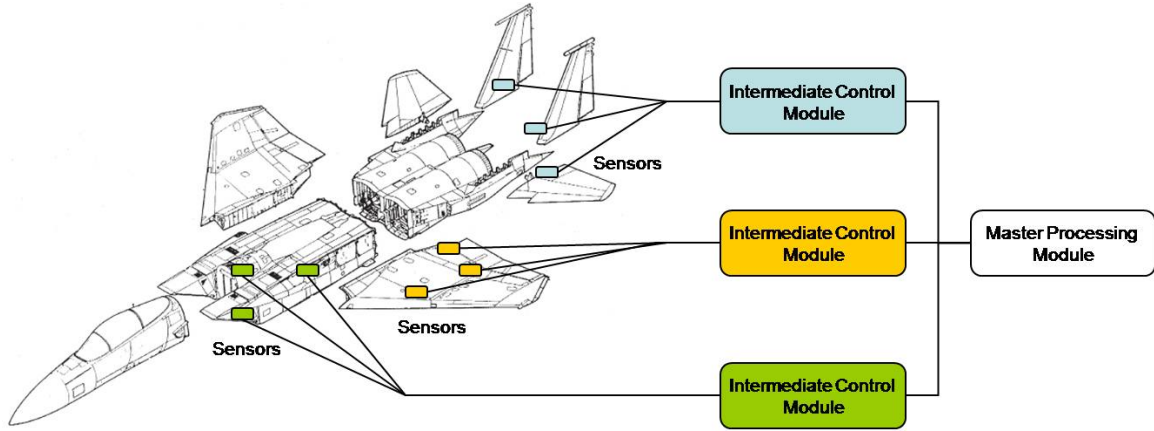 Intermediate Control
Module
Sensors
Intermediate Control
Module
Master Processing
Module
Sensors
Sensors
Intermediate Control
Module